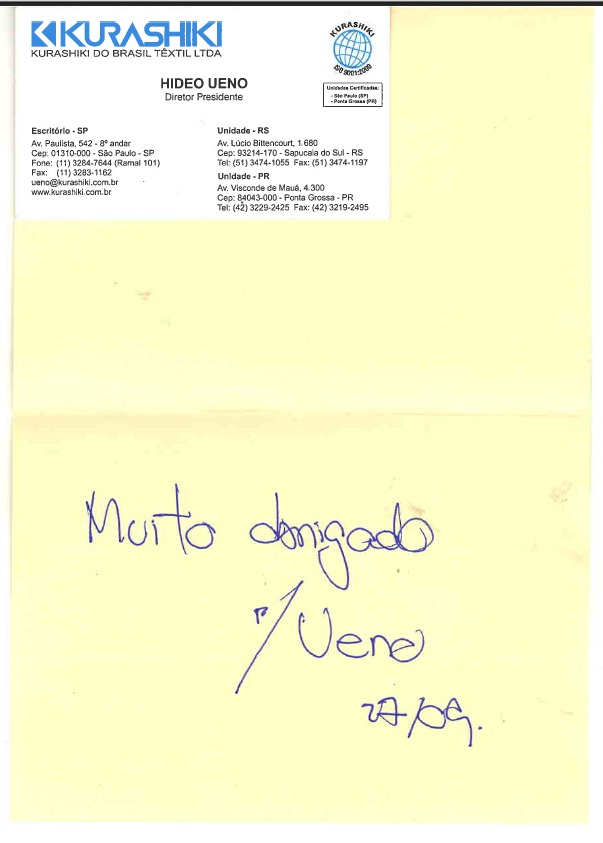 KURASHIKI
KURASHIKI DO BRASIL TÊXTIL LTDA
KURASHIKI
ISO 9001:2000
Unidades Certificadas:
- São Paulo (SP)
- Ponta Grossa (PR)
HIDEO UENO
Diretor Presidente
Escritório - SP
Av. Paulista, 542 - 8º andar
Cep: 01310-000 - São Paulo - SP
Fone: (11) 3284-7644 (Ramal 101)
Fax: (11) 3283-1162
ueno@kurashiki.com.br
www.kurashiki.com.br
Unidade - RS
Av. Lúcio Bittencourt, 1.680
Cep: 93214-170 - Sapucaia do Sul - RS
Tel: (51) 3474-1055 Fax: (51) 3474-1197
Unidade - PR
Av. Visconde de Mauá, 4.300
Cep: 84043-000 - Ponta Grossa - PR
Tel: (42) 3229-2425 Fax: (42) 3219-2495
Muito obrigado
P/ Ueno
27/09.